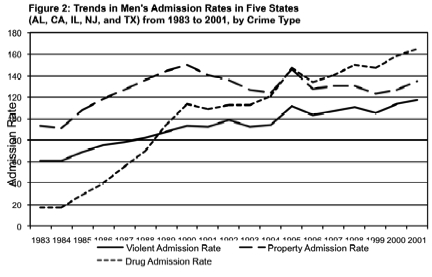 Figure 2: Trends in Men's Admission Rates in Five States
(AL, CA, IL, NJ, and TX) from 1983 to 2001, by Crime Type
180
160
140
120
100
80
60
40
20
0
Admission Rate
1983 1984 1985 1986 1987 1988 1989 1990 1991 1992 1993 1994 1995 1996 1997 1998 1999 2000 2001
Violent Admission Rate Property Admission Rate
Drug Admission Rate